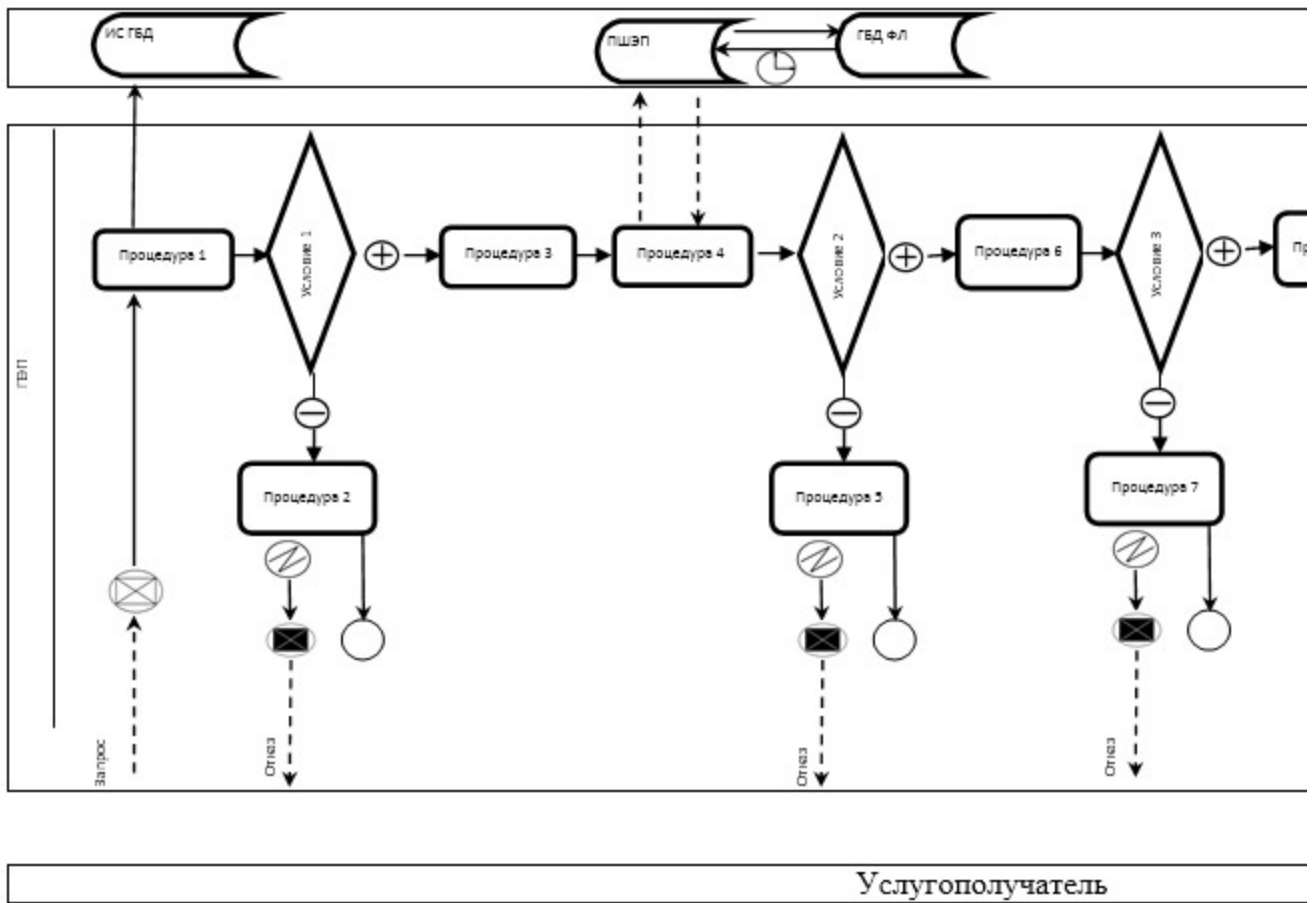 ИС ГБД
ПШЭП
ГБД ФЛ
Процедура 1
Условие 1
Процедура 3
Процедура 4
Условие 2
Процедура 6
Условие 3
ГЭП
Процедура 2
Процедура 5
Процедура 7
Запрос
Отказ
Отказ
Отказ
Услугополучатель